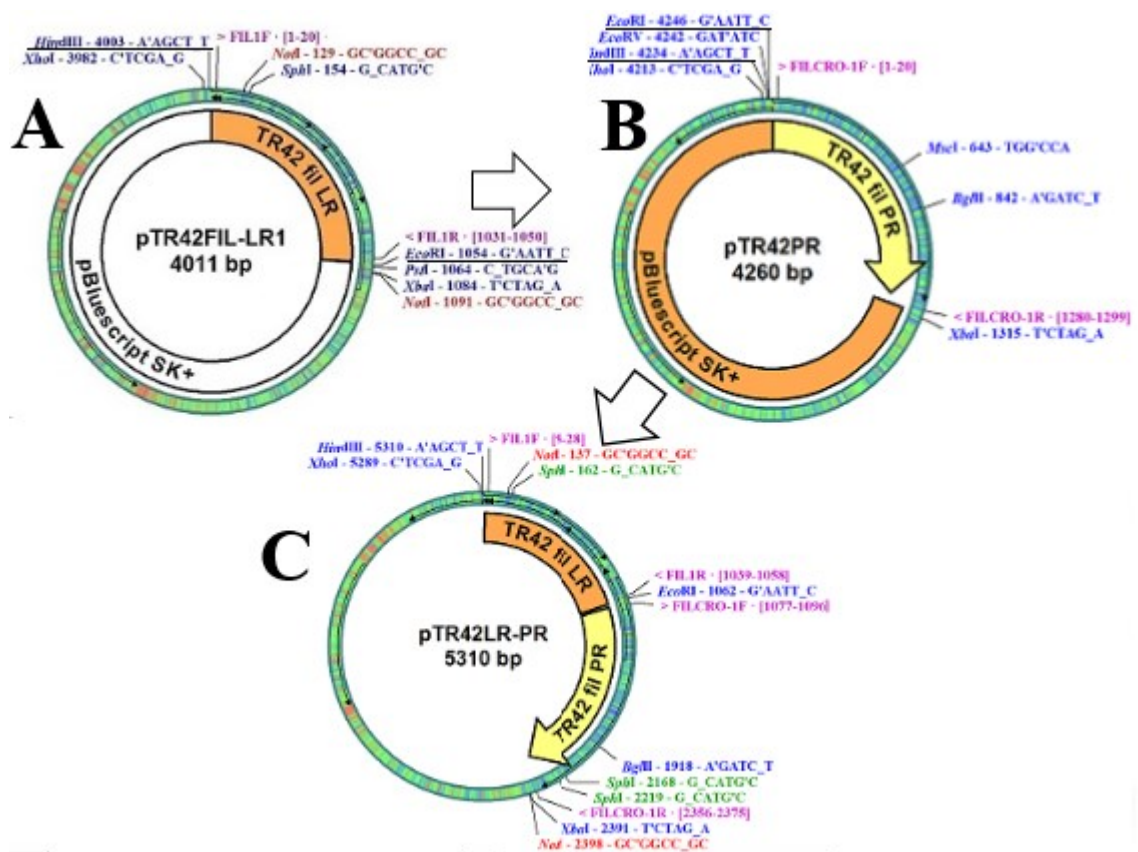 A
HindIII - 4003 - A'AGCT_T
XhoI - 3982 - C'TCGA_G
> FIL1F · [1-20]
NotI - 129 - GC'GGCC_GC
SphI - 154 - G_CATG'C
TR42 fil LR
pTR42FIL-LR1
4011 bp
pBluescript SK+
< FIL1R · [1031-1050]
EcoRI - 1054 - G'AATT_C
PstI - 1064 - C_TGCA'G
XbaI - 1084 - T'CTAG_A
NotI - 1091 - GC'GGCC_GC
B
EcoRI - 4246 - G'AATT_C
EcoRV - 4242 - GAT'ATC
indIII - 4234 - A'AGCT_T
XhoI - 4213 - C'TCGA_G
> FILCRO-1F · [1-20]
MscI - 643 - TGG'CCA
BglII - 842 - A'GATC_T
TR42 fil PR
pTR42PR
4260 bp
pBluescript SK+
< FILCRO-1R · [1280-1299]
XbaI - 1315 - T'CTAG_A
C
HindIII - 5310 - A'AGCT_T
XhoI - 5289 - C'TCGA_G
> FIL1F · [9-28]
NotI - 137 - GC'GGCC_GC
SphI - 162 - G_CATG'C
TR42 fil LR
< FIL1R · [1039-1058]
EcoRI - 1062 - G'AATT_C
> FILCRO-1F · [1077-1096]
pTR42LR-PR
5310 bp
TR42 fil PR
BglII - 1918 - A'GATC_T
SphI - 2168 - G_CATG'C
SphI - 2219 - G_CATG'C
< FILCRO-1R · [2356-2375]
XbaI - 2391 - T'CTAG_A
NotI - 2398 - GC'GGCC_GC